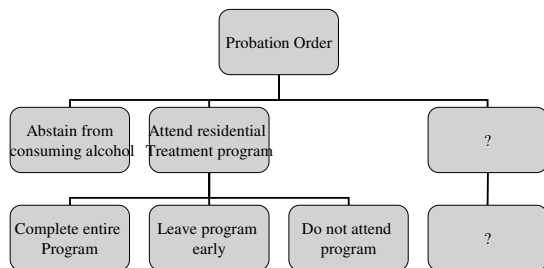 Probation Order
Abstain from
consuming alcohol
Attend residential
Treatment program
?
Complete entire
Program
Leave program
early
Do not attend
program
?